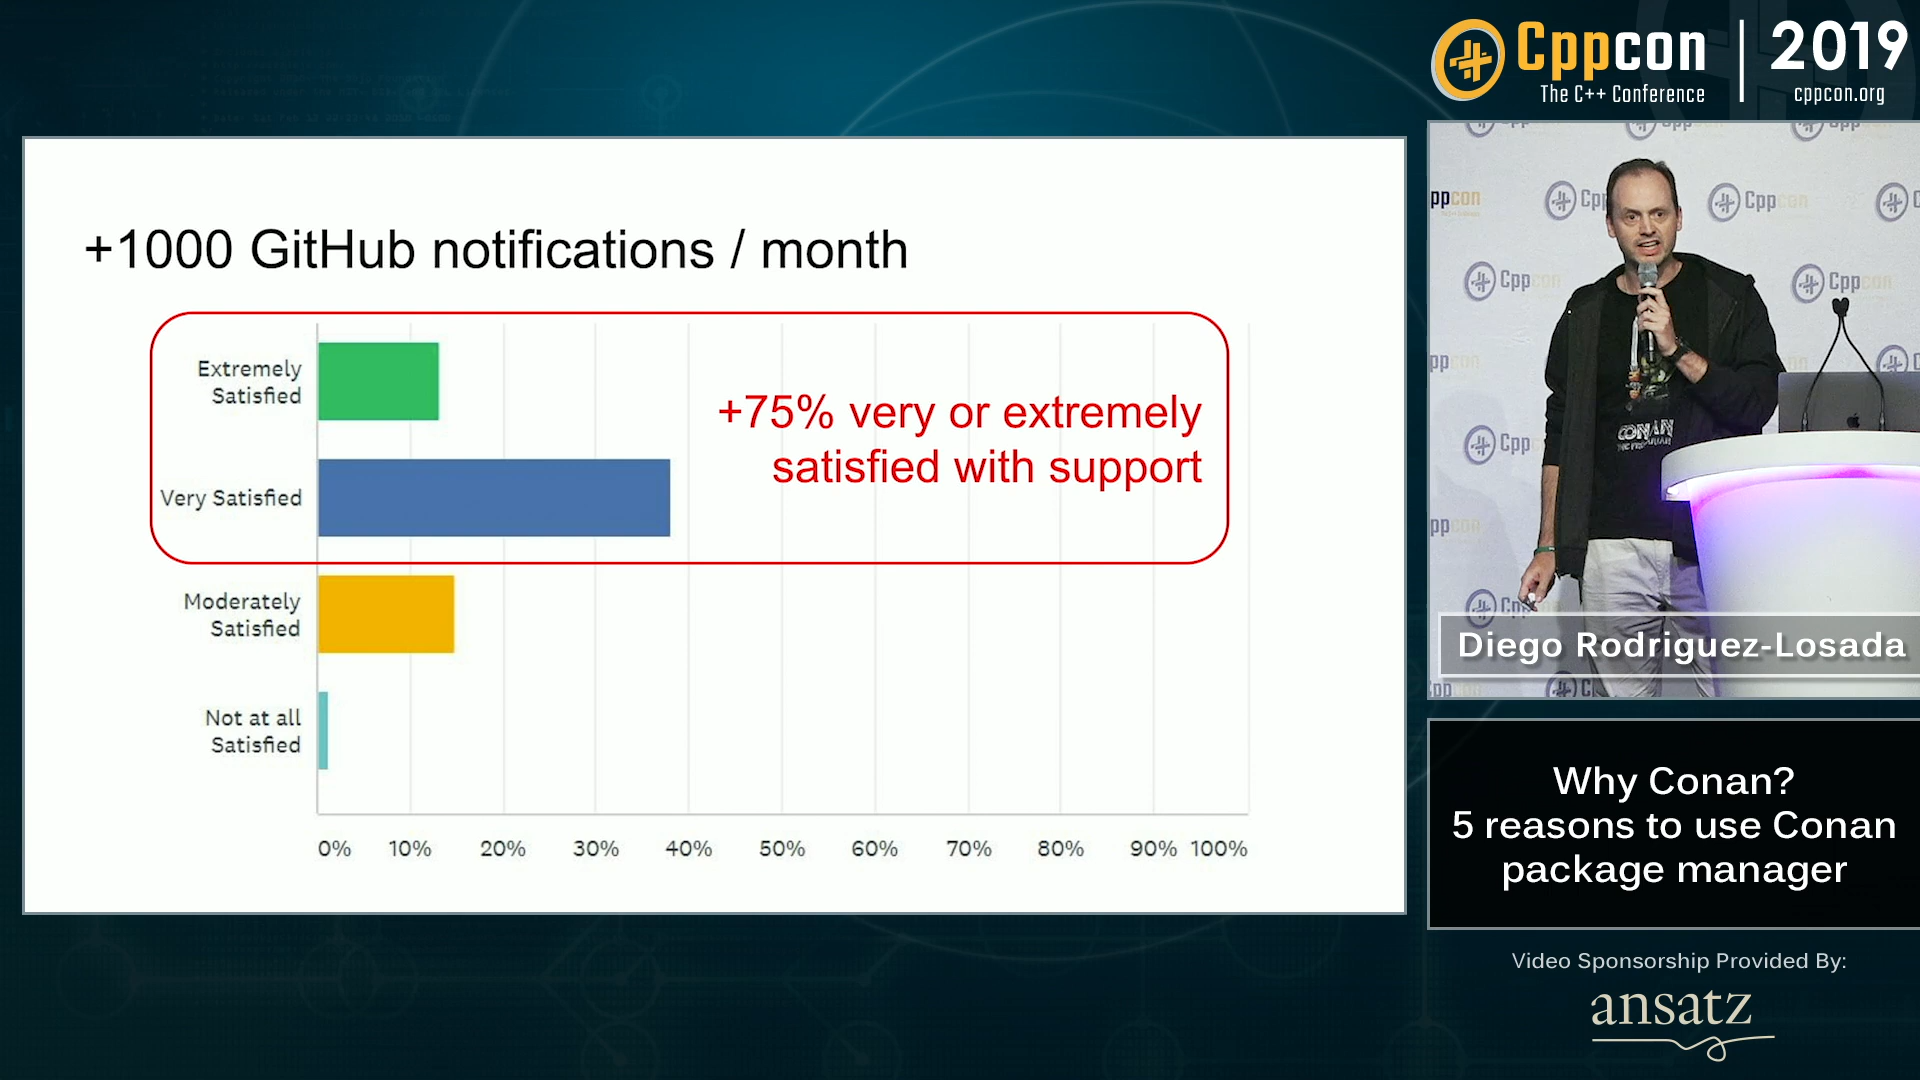 Cppcon
The C++ Conference
2019
cppcon.org
+1000 GitHub notifications / month
Extremely
Satisfied
+75% very or extremely
satisfied with support
Very Satisfied
Moderately
Satisfied
Not at all
Satisfied
0% 10% 20% 30% 40% 50% 60% 70% 80% 90% 100%
CONAN
Diego Rodriguez-Losada
Why Conan?
5 reasons to use Conan
package manager
Video Sponsorship Provided By:
ansatz